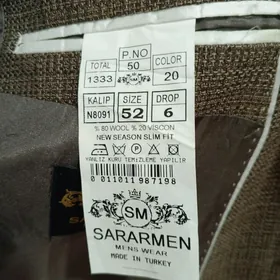 P.NO
TOTAL 50 COLOR
1333 20
KALIP SIZE DROP
N8091 52 6
% 80 WOOL % 20 VISCON
NEW SEASON SLIM FIT
YANLIZ KURU TEMİZLEME YAPILIR
0 011011 987198
SM
SARARMEN
MENS WEAR
MADE IN TURKEY